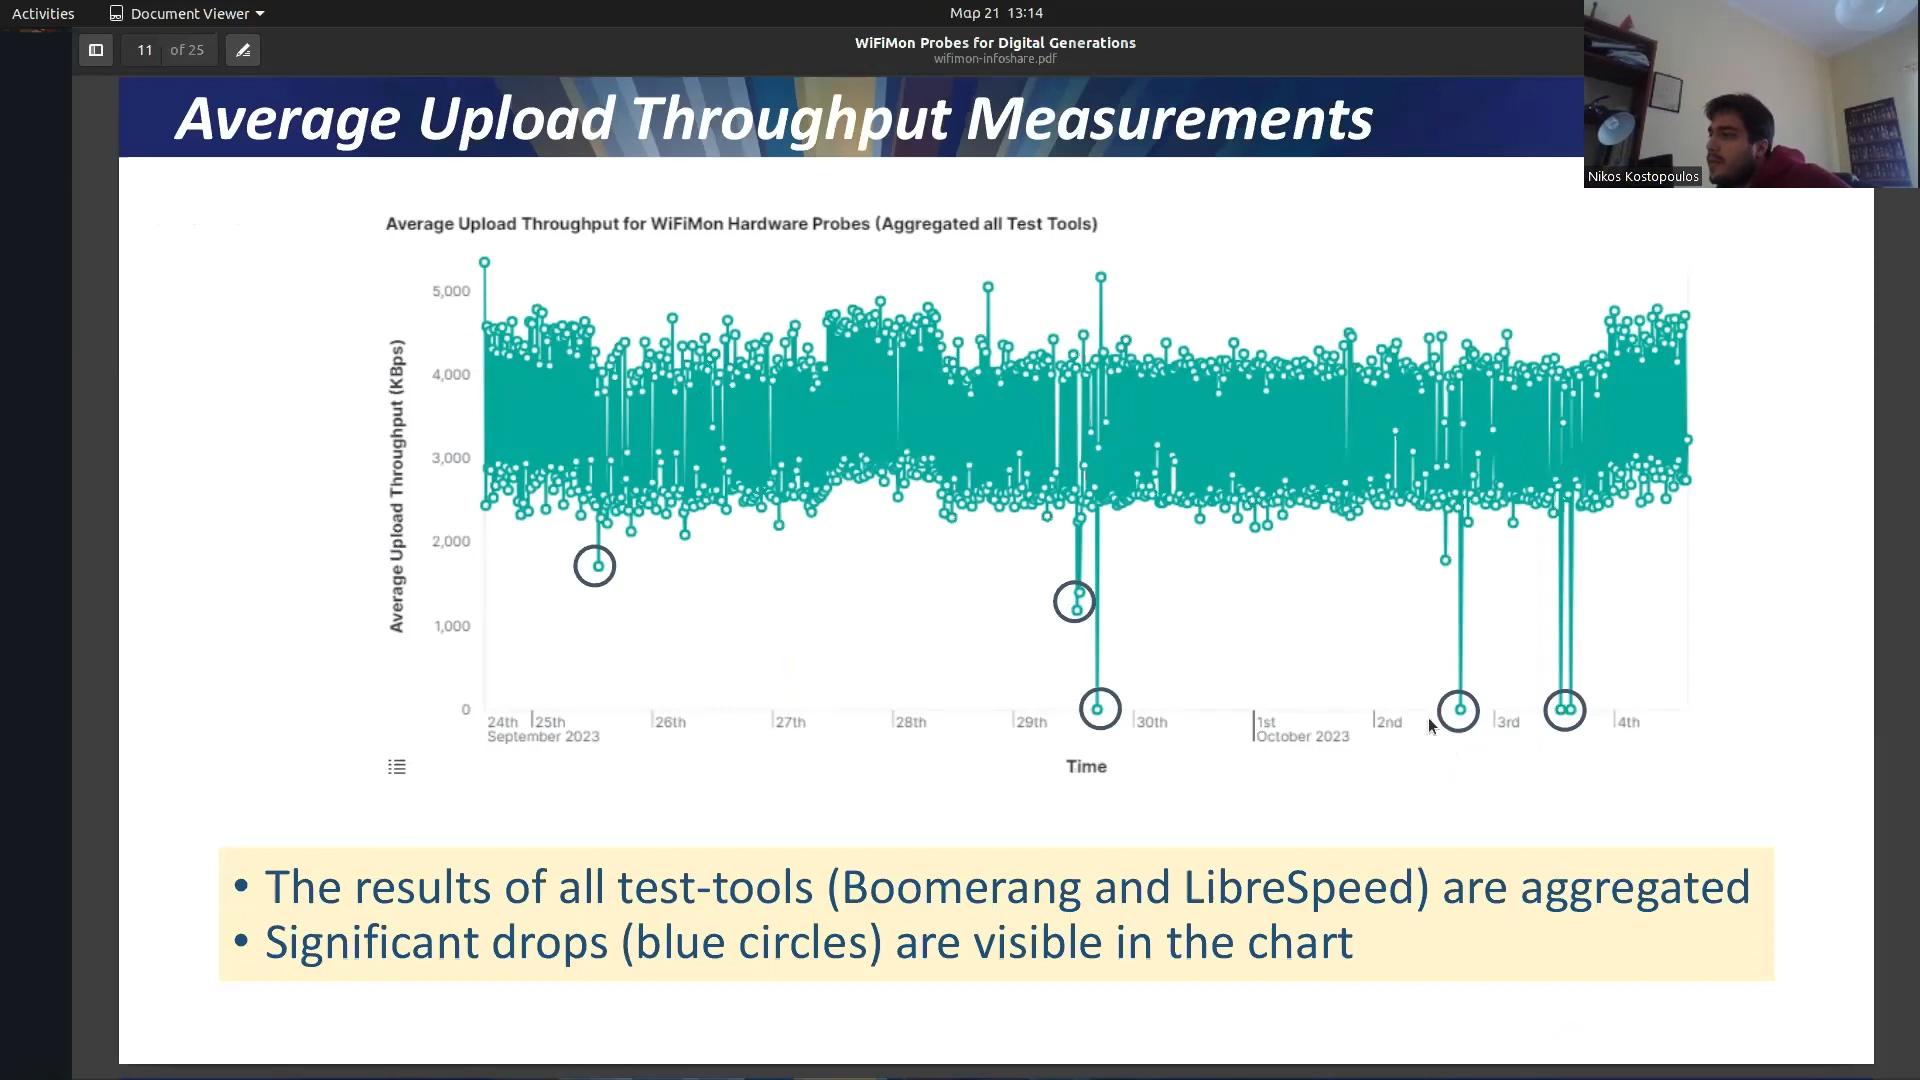 Activities
Document Viewer
Μαρ 21 13:14
11 of 25
WiFiMon Probes for Digital Generations
wifimon-infoshare.pdf
Nikos Kostopoulos
Average Upload Throughput Measurements
Average Upload Throughput for WiFiMon Hardware Probes (Aggregated all Test Tools)
Average Upload Throughput (KBps)
5,000
4,000
3,000
2,000
1,000
0
24th 25th 26th 27th 28th 29th 30th 1st 2nd 3rd 4th
September 2023 October 2023
Time
• The results of all test-tools (Boomerang and LibreSpeed) are aggregated
• Significant drops (blue circles) are visible in the chart